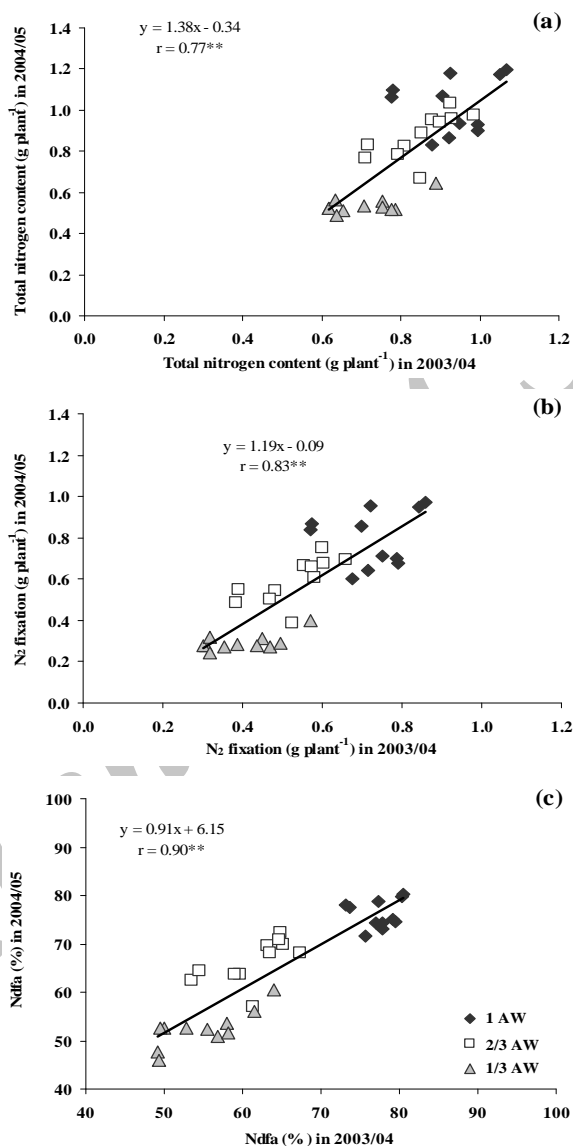 (a)
y = 1.38x - 0.34
r = 0.77**
Total nitrogen content (g plant-1) in 2004/05
1.4
1.2
1.0
0.8
0.6
0.4
0.2
0.0
0.0 0.2 0.4 0.6 0.8 1.0 1.2
Total nitrogen content (g plant-1) in 2003/04
(b)
y = 1.19x - 0.09
r = 0.83**
N2 fixation (g plant-1) in 2004/05
1.4
1.2
1.0
0.8
0.6
0.4
0.2
0.0
0.0 0.2 0.4 0.6 0.8 1.0 1.2
N2 fixation (g plant-1) in 2003/04
(c)
y = 0.91x + 6.15
r = 0.90**
Ndfa (%) in 2004/05
100
90
80
70
60
50
40
1 AW
2/3 AW
1/3 AW
40 50 60 70 80 90 100
Ndfa (%) in 2003/04